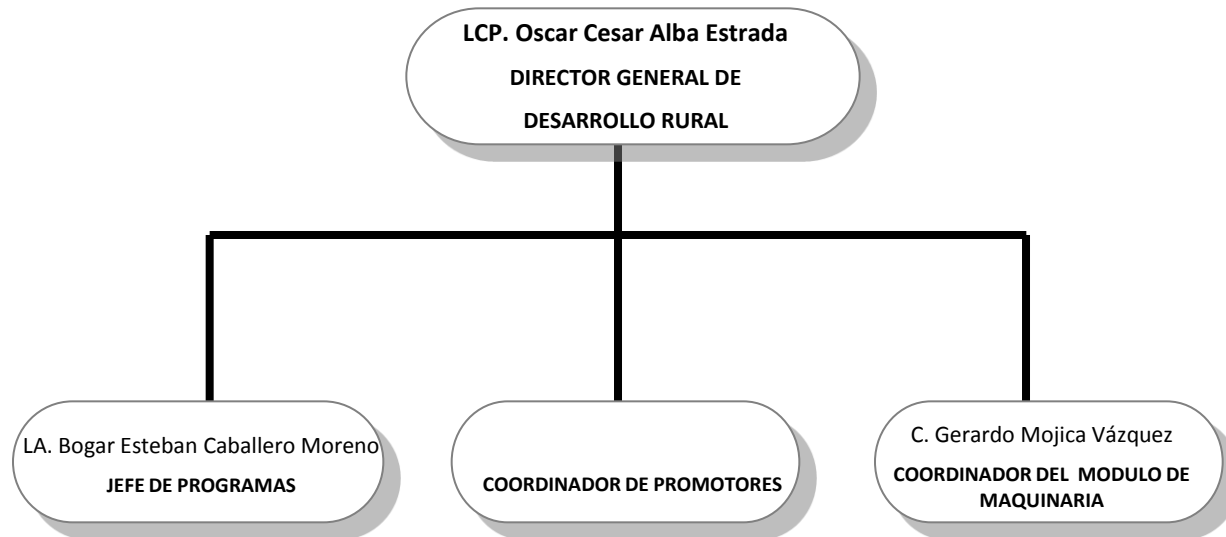 LCP. Oscar Cesar Alba Estrada
DIRECTOR GENERAL DE
DESARROLLO RURAL
LA. Bogar Esteban Caballero Moreno
JEFE DE PROGRAMAS
COORDINADOR DE PROMOTORES
C. Gerardo Mojica Vázquez
COORDINADOR DEL MODULO DE
MAQUINARIA